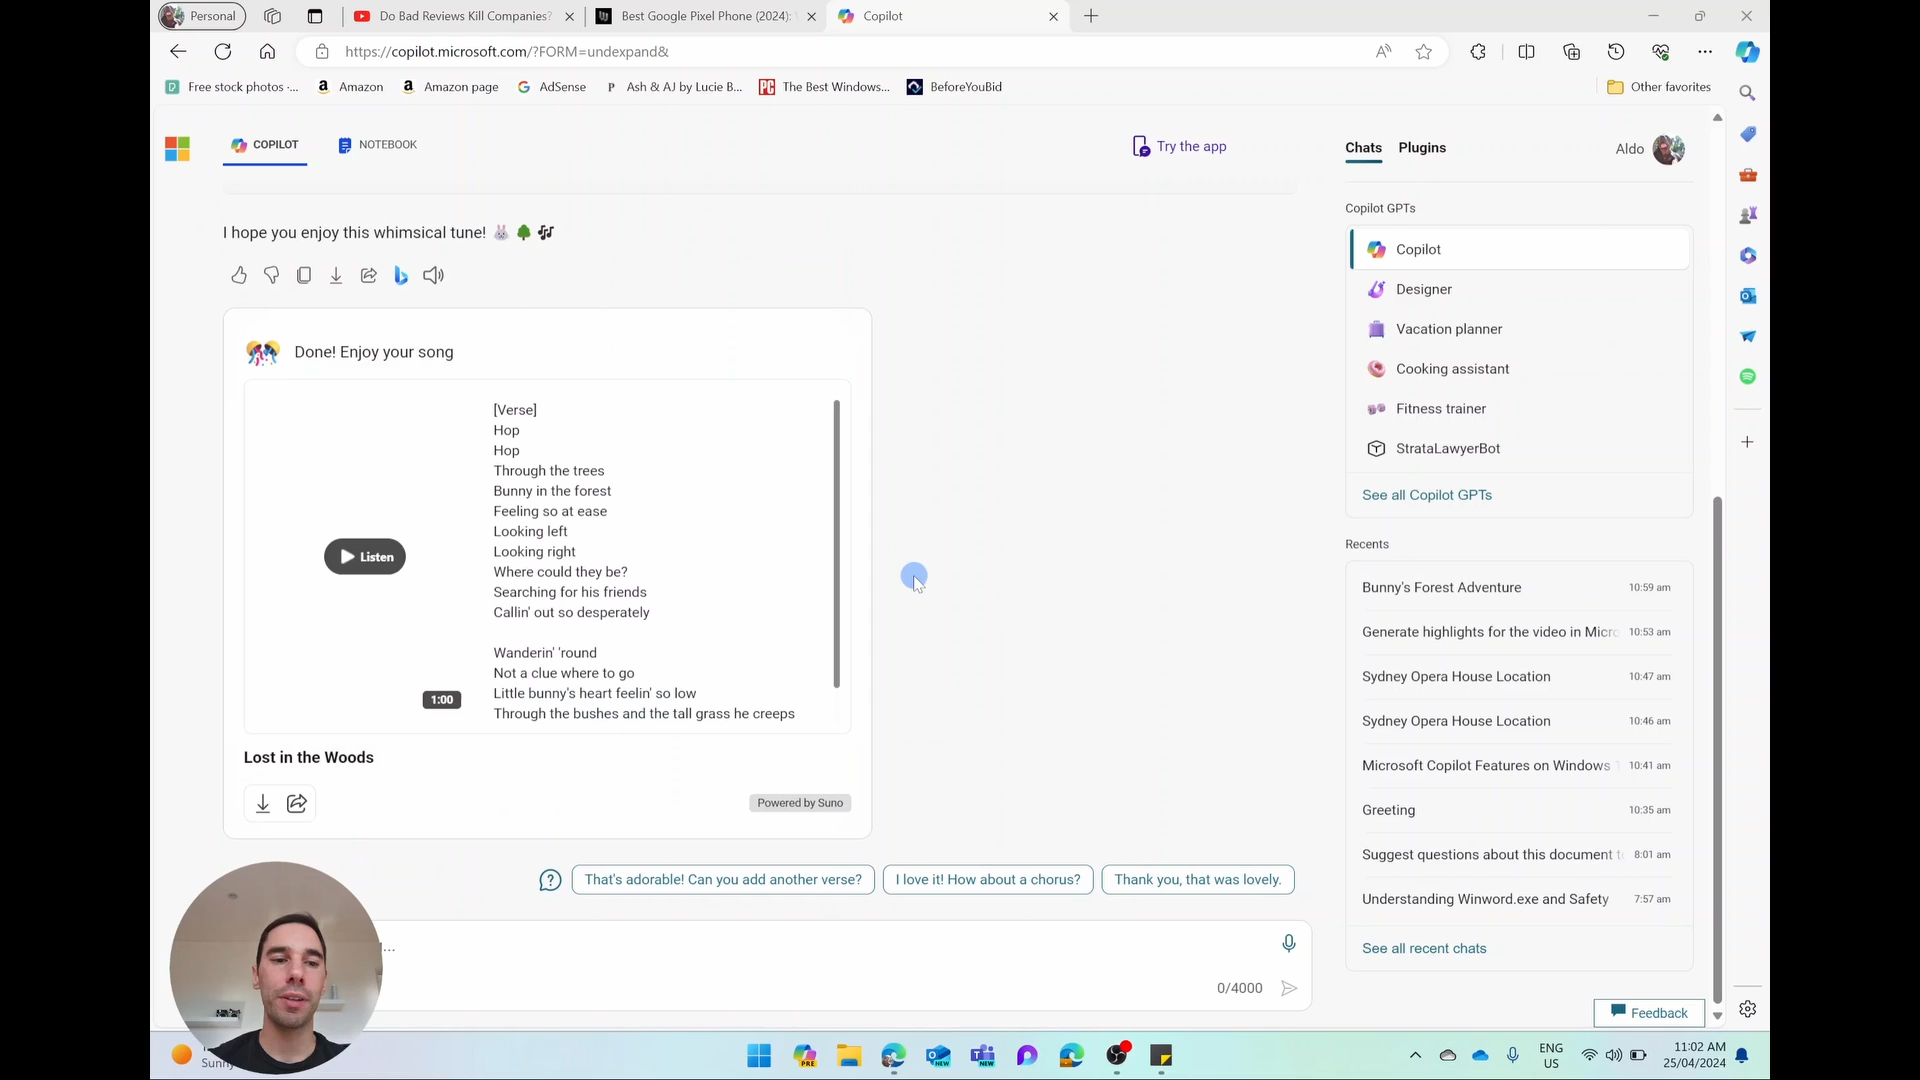 Personal
Do Bad Reviews Kill Companies?
Best Google Pixel Phone (2024):
Copilot
https://copilot.microsoft.com/?FORM=undexpand&
Free stock photos -...
Amazon
Amazon page
AdSense
Ash & AJ by Lucie B...
The Best Windows...
BeforeYouBid
Other favorites
COPILOT
NOTEBOOK
Try the app
Chats
Plugins
Aldo
I hope you enjoy this whimsical tune!
Done! Enjoy your song
[Verse]
Hop
Hop
Through the trees
Bunny in the forest
Feeling so at ease
Looking left
Looking right
Where could they be?
Searching for his friends
Callin' out so desperately
Wanderin' 'round
Not a clue where to go
Little bunny's heart feelin' so low
Through the bushes and the tall grass he creeps
Listen
1:00
Lost in the Woods
Powered by Suno
That's adorable! Can you add another verse?
I love it! How about a chorus?
Thank you, that was lovely.
...
0/4000
Copilot GPTs
Copilot
Designer
Vacation planner
Cooking assistant
Fitness trainer
StrataLawyerBot
See all Copilot GPTs
Recents
Bunny's Forest Adventure 10:59 am
Generate highlights for the video in Micro 10:53 am
Sydney Opera House Location 10:47 am
Sydney Opera House Location 10:46 am
Microsoft Copilot Features on Windows 10:41 am
Greeting 10:35 am
Suggest questions about this document 8:01 am
Understanding Winword.exe and Safety 7:57 am
See all recent chats
Feedback
Sunny
PRE
NEW
NEW
ENG
US
11:02 AM
25/04/2024